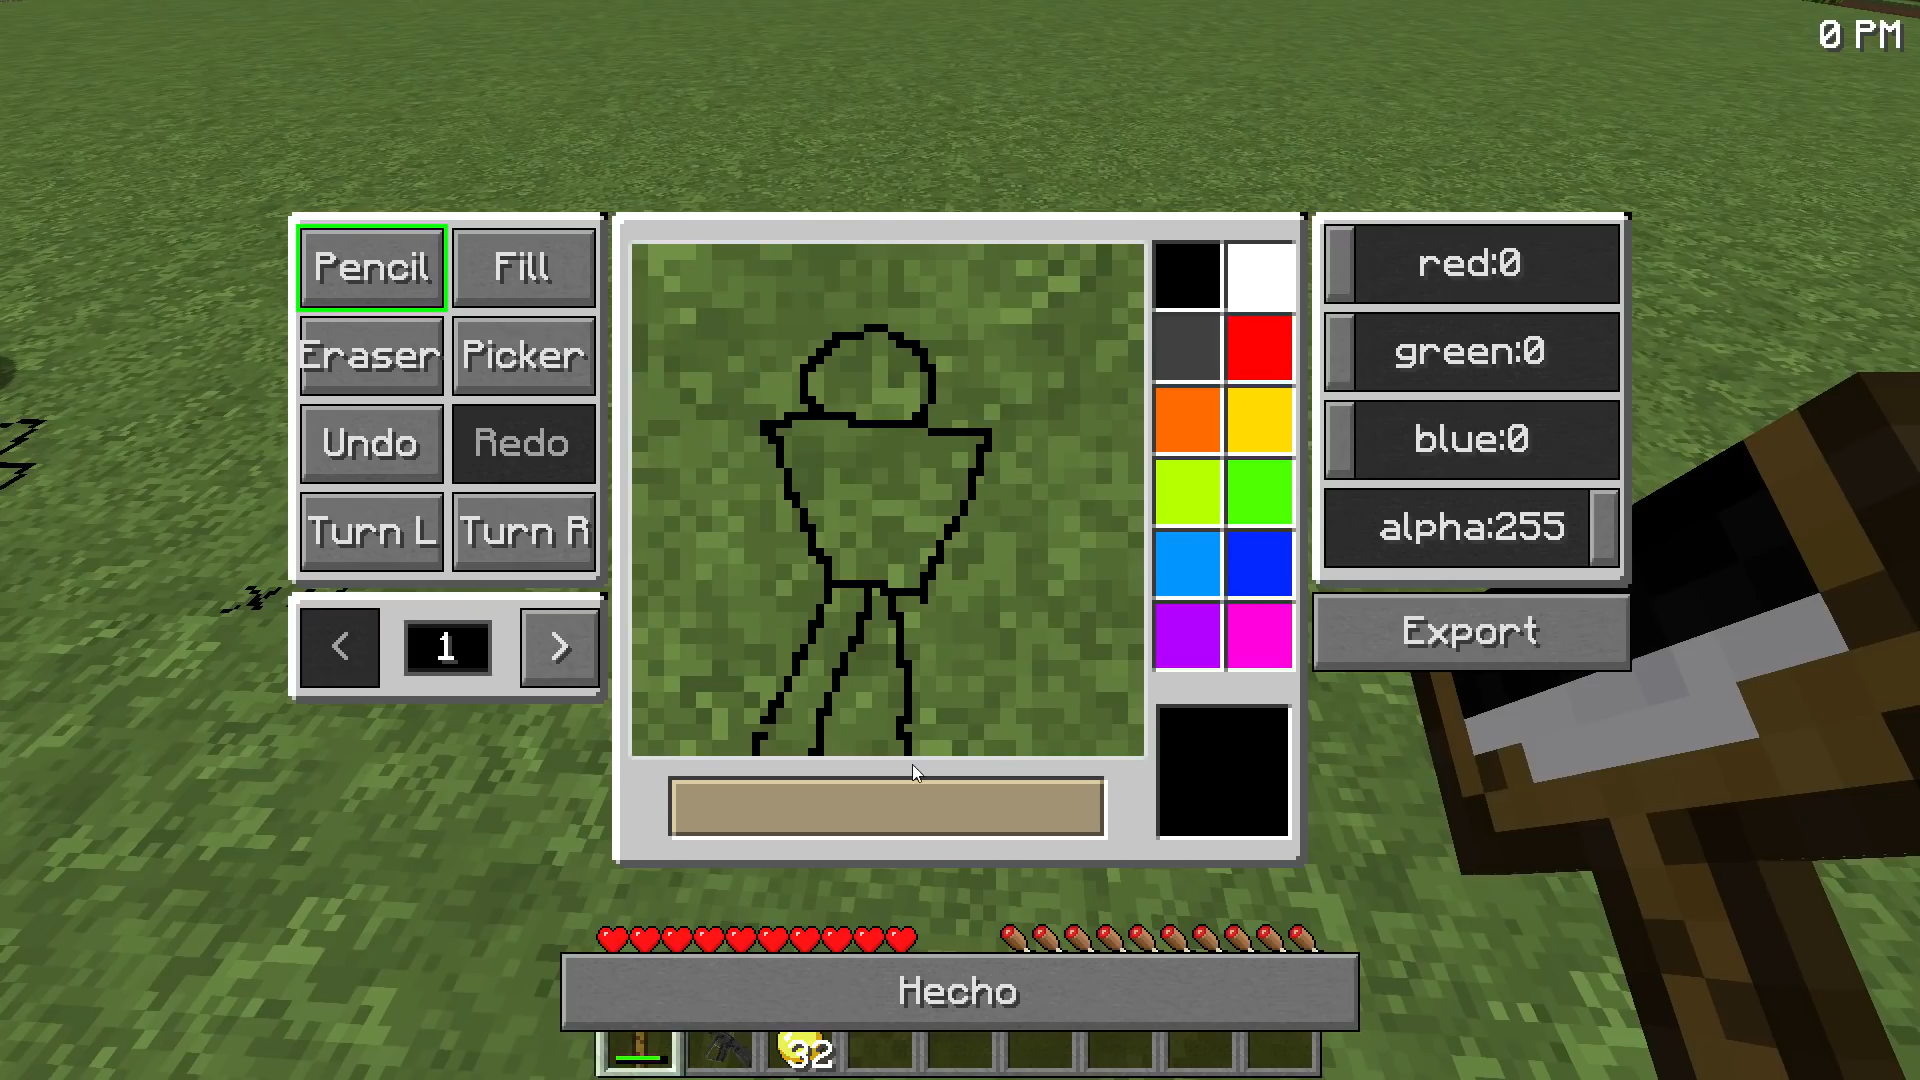 0 PM
Pencil Fill
Eraser Picker
Undo Redo
Turn L Turn R
< 1 >
red:0
green:0
blue:0
alpha:255
Export
Hecho
32